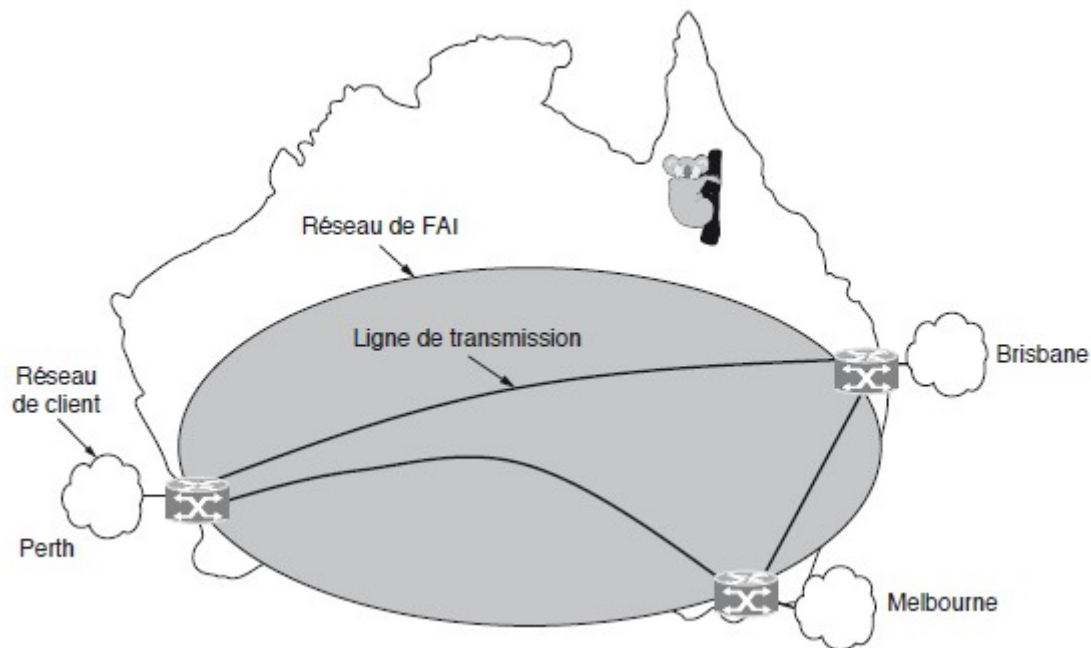 Réseau de FAI
Ligne de transmission
Réseau
de client
Brisbane
Perth
Melbourne